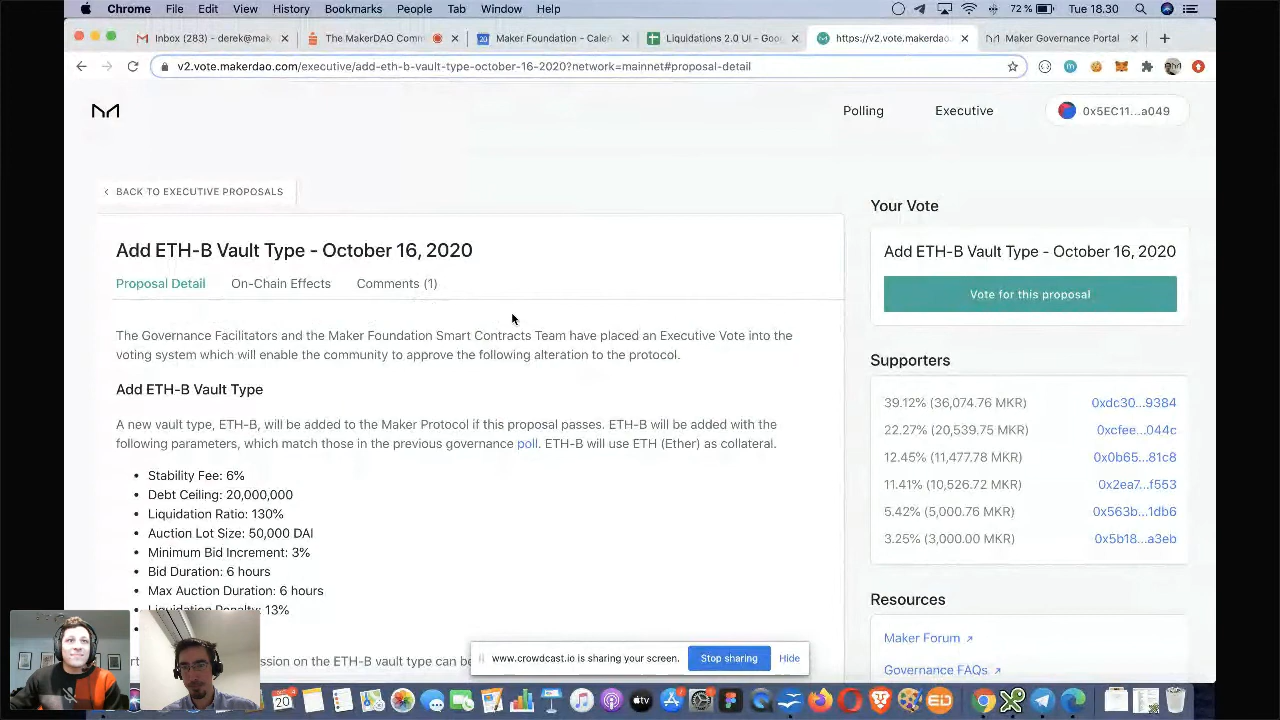 Chrome File Edit View History Bookmarks People Tab Window Help 72% Tue 18.30
Inbox (283) - derek@mak
The MakerDAO Comm
Maker Foundation - Cale
Liquidations 2.0 UI - Goog
https://v2.vote.makerdao.
Maker Governance Portal
v2.vote.makerdao.com/executive/add-eth-b-vault-type-october-16-2020?network=mainnet#proposal-detail
Polling Executive 0x5EC11...a049
BACK TO EXECUTIVE PROPOSALS
Add ETH-B Vault Type - October 16, 2020
Proposal Detail On-Chain Effects Comments (1)
The Governance Facilitators and the Maker Foundation Smart Contracts Team have placed an Executive Vote into the
voting system which will enable the community to approve the following alteration to the protocol.
Add ETH-B Vault Type
A new vault type, ETH-B, will be added to the Maker Protocol if this proposal passes. ETH-B will be added with the
following parameters, which match those in the previous governance poll. ETH-B will use ETH (Ether) as collateral.
• Stability Fee: 6%
• Debt Ceiling: 20,000,000
• Liquidation Ratio: 130%
• Auction Lot Size: 50,000 DAI
• Minimum Bid Increment: 3%
• Bid Duration: 6 hours
• Max Auction Duration: 6 hours
Liquidation Penalty: 13%
ssion on the ETH-B vault type can be
Your Vote
Add ETH-B Vault Type - October 16, 2020
Vote for this proposal
Supporters
39.12% (36,074.76 MKR) 0xdc30...9384
22.27% (20,539.75 MKR) 0xcfee...044c
12.45% (11,477.78 MKR) 0x0b65...81c8
11.41% (10,526.72 MKR) 0x2ea7...f553
5.42% (5,000.76 MKR) 0x563b...1db6
3.25% (3,000.00 MKR) 0x5b18...a3eb
Resources
Maker Forum
Governance FAQs
www.crowdcast.io is sharing your screen. Stop sharing Hide
20
tv